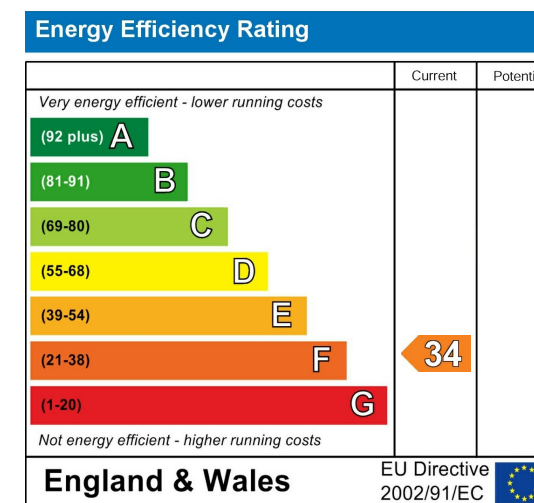 Energy Efficiency Rating
Current Potenti
Very energy efficient - lower running costs
(92 plus) A
(81-91) B
(69-80) C
(55-68) D
(39-54) E
(21-38) F 34
(1-20) G
Not energy efficient - higher running costs
England & Wales
EU Directive
2002/91/EC